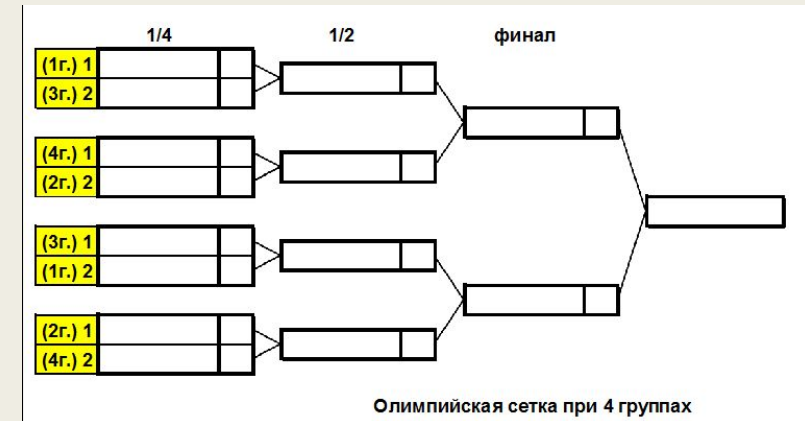 1/4 1/2 финал
(1г.) 1
(3г.) 2
(4г.) 1
(2г.) 2
(3г.) 1
(1г.) 2
(2г.) 1
(4г.) 2
Олимпийская сетка при 4 группах